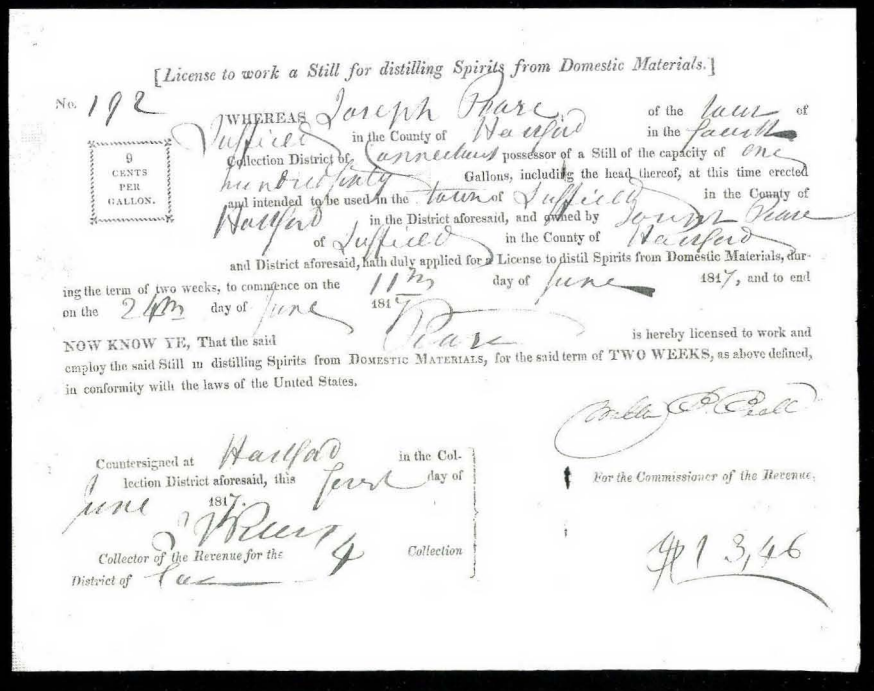 [License to work a Still for distilling Spirits from Domestic Materials.]
No. 192
9
CENTS
PER
GALLON.
WHEREAS Joseph Pease of the town of
Suffield in the County of Hartford in the fourth
Collection District of Connecticut possessor of a Still of the capacity of one
hundred Gallons, including the head thereof, at this time erected
and intended to be used in the town of Suffield in the County of
Hartford in the District aforesaid, and owned by Joseph Pease
of Suffield in the County of Hartford
and District aforesaid, hath duly applied for a License to distil Spirits from Domestic Materials, dur-
ing the term of two weeks, to commence on the 11th day of June 1817, and to end
on the 24th day of June 1817
NOW KNOW YE, That the said Pease is hereby licensed to work and
employ the said Still in distilling Spirits from DOMESTIC MATERIALS, for the said term of TWO WEEKS, as above defined,
in conformity with the laws of the United States.
Countersigned at Hartford in the Col-
lection District aforesaid, this first day of
June 1817.
Collector of the Revenue for the 4 Collection
District of
For the Commissioner of the Revenue.
$13,46